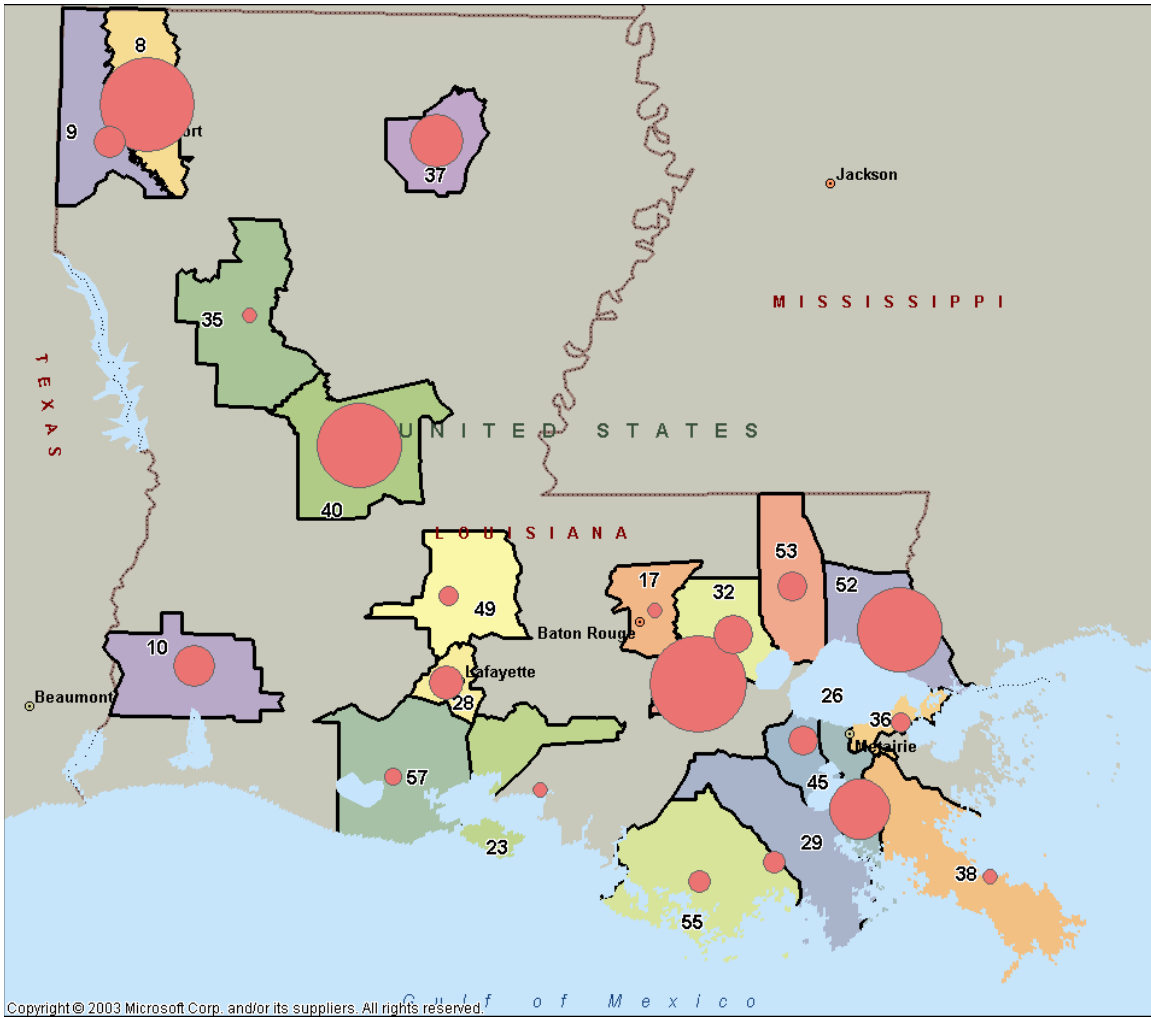 8
9
ort
37
Jackson
MISSISSIPPI
35
TEXAS
UNITED STATES
40
LOUISIANA
53
17
32
52
49
Baton Rouge
10
Lafayette
Beaumont
28
26
36
Metairie
57
45
23
29
38
55
Gulf of Mexico
Copyright © 2003 Microsoft Corp. and/or its suppliers. All rights reserved.